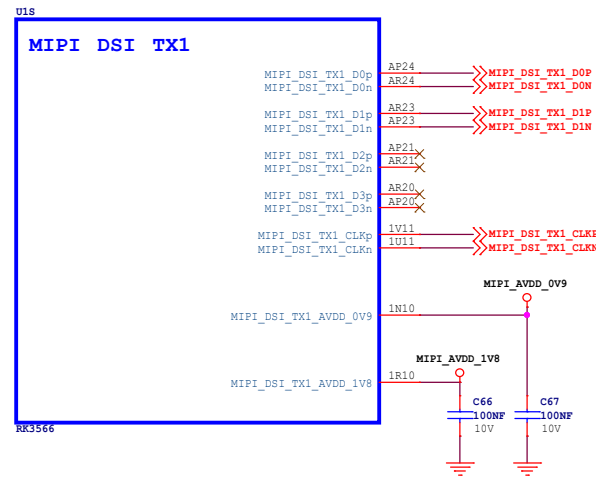 U1S
MIPI DSI TX1
MIPI_DSI_TX1_D0p AP24 MIPI_DSI_TX1_D0P
MIPI_DSI_TX1_D0n AR24 MIPI_DSI_TX1_D0N
MIPI_DSI_TX1_D1p AR23 MIPI_DSI_TX1_D1P
MIPI_DSI_TX1_D1n AP23 MIPI_DSI_TX1_D1N
MIPI_DSI_TX1_D2p AP21
MIPI_DSI_TX1_D2n AR21
MIPI_DSI_TX1_D3p AR20
MIPI_DSI_TX1_D3n AP20
MIPI_DSI_TX1_CLKp 1V11 MIPI_DSI_TX1_CLKP
MIPI_DSI_TX1_CLKn 1U11 MIPI_DSI_TX1_CLKN
MIPI_AVDD_0V9
MIPI_DSI_TX1_AVDD_0V9 1N10
MIPI_AVDD_1V8
MIPI_DSI_TX1_AVDD_1V8 1R10
C66 C67
100NF 100NF
10V 10V
RK3566